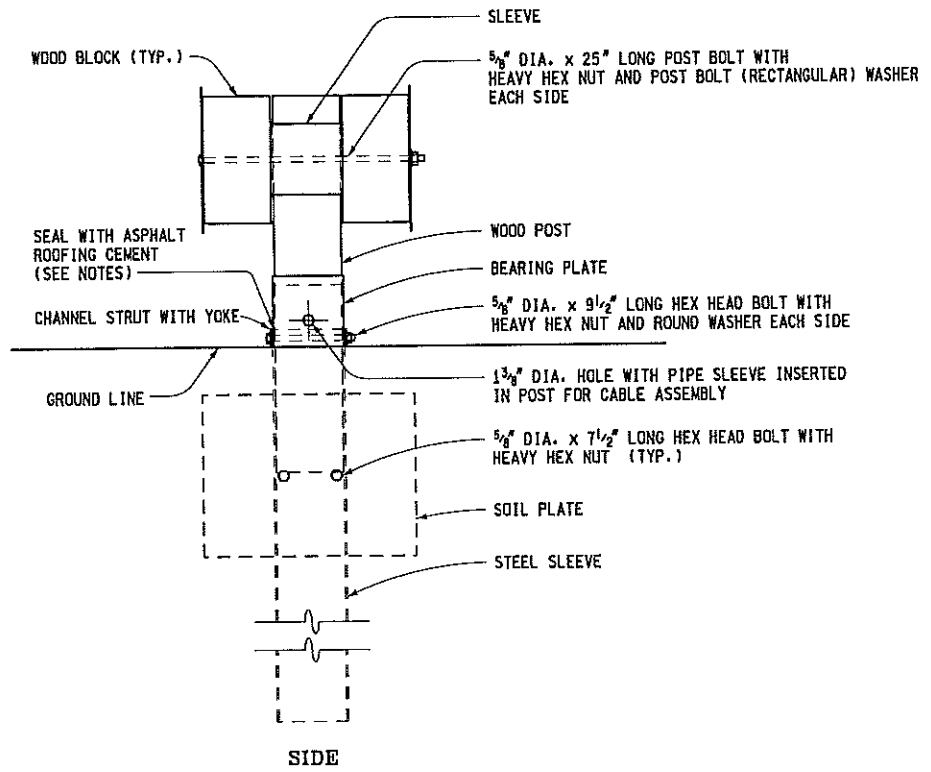 SLEEVE
WOOD BLOCK (TYP.)
5/8" DIA. x 25" LONG POST BOLT WITH
HEAVY HEX NUT AND POST BOLT (RECTANGULAR) WASHER
EACH SIDE
SEAL WITH ASPHALT
ROOFING CEMENT
(SEE NOTES)
WOOD POST
BEARING PLATE
CHANNEL STRUT WITH YOKE
5/8" DIA. x 9 1/2" LONG HEX HEAD BOLT WITH
HEAVY HEX NUT AND ROUND WASHER EACH SIDE
GROUND LINE
1 3/8" DIA. HOLE WITH PIPE SLEEVE INSERTED
IN POST FOR CABLE ASSEMBLY
5/8" DIA. x 7 1/2" LONG HEX HEAD BOLT WITH
HEAVY HEX NUT (TYP.)
SOIL PLATE
STEEL SLEEVE
SIDE